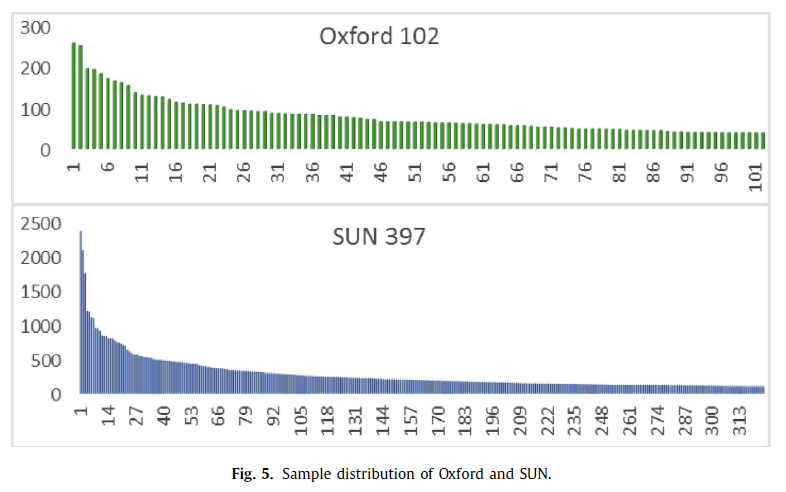 Oxford 102
300
200
100
0
1 6 11 16 21 26 31 36 41 46 51 56 61 66 71 76 81 86 91 96 101
SUN 397
2500
2000
1500
1000
500
0
1 14 27 40 53 66 79 92 105 118 131 144 157 170 183 196 209 222 235 248 261 274 287 300 313
Fig. 5. Sample distribution of Oxford and SUN.